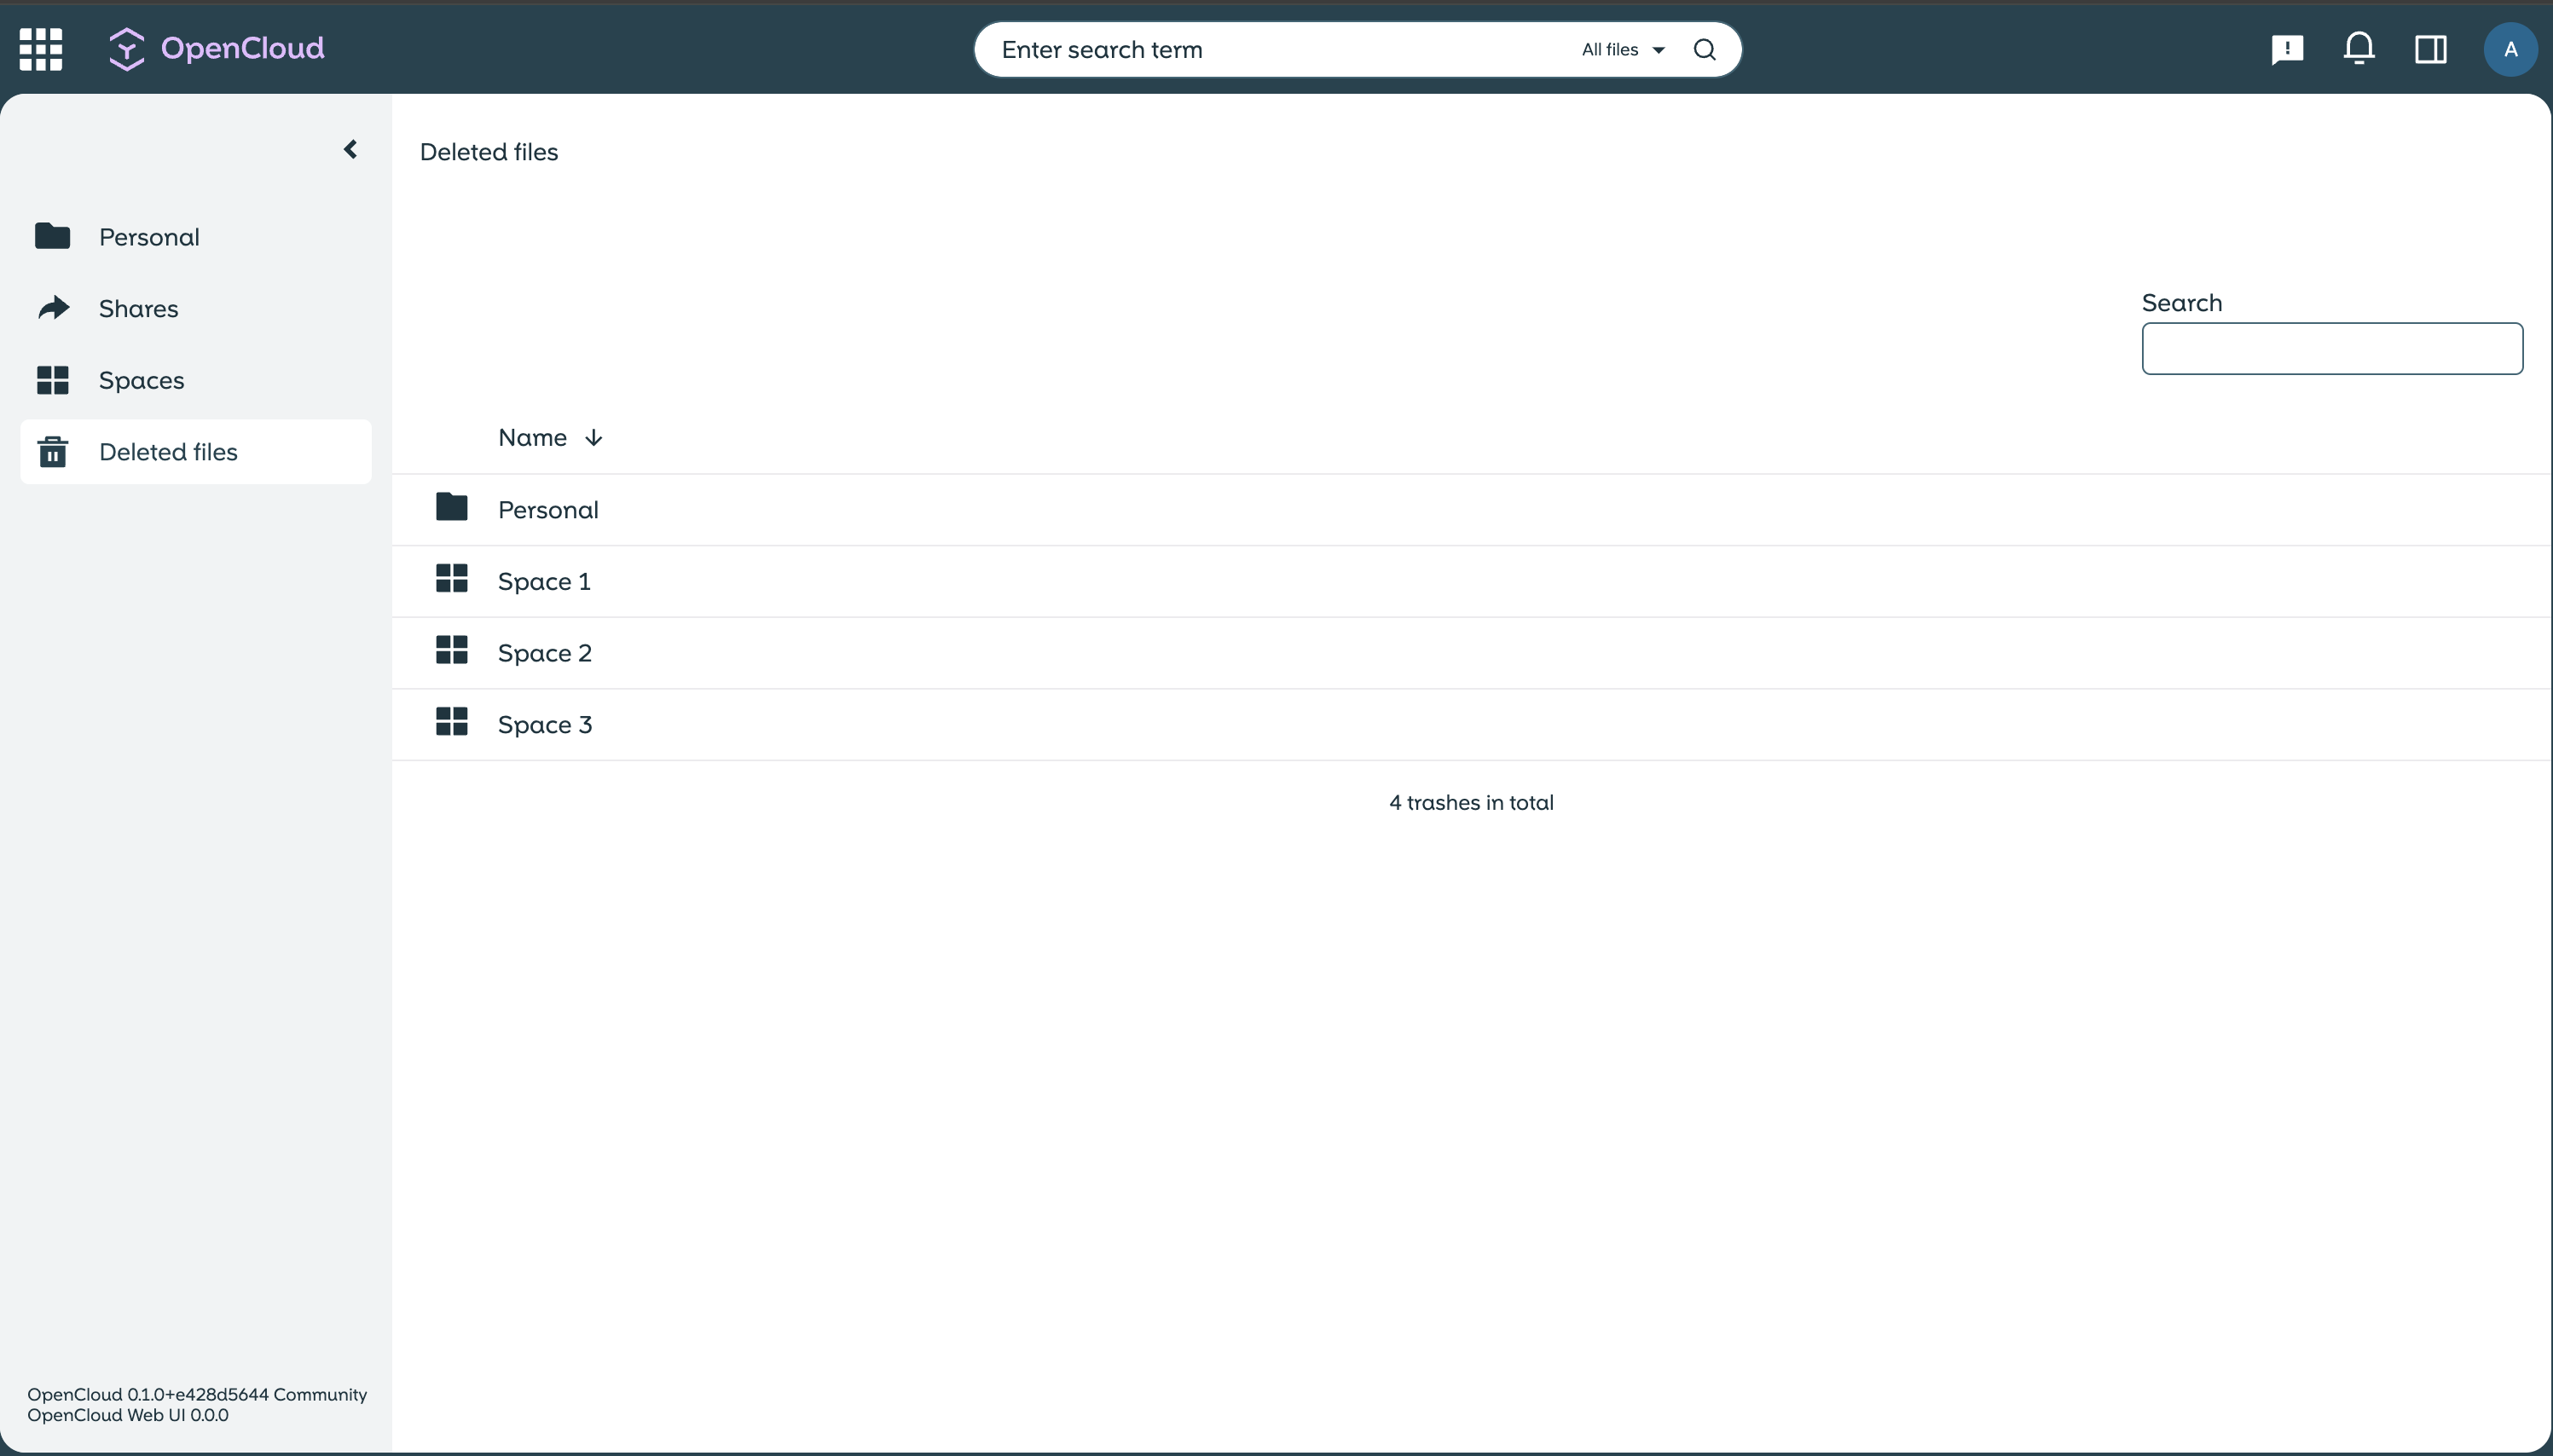 OpenCloud
Enter search term
All files
A
Personal
Shares
Spaces
Deleted files
OpenCloud 0.1.0+e428d5644 Community
OpenCloud Web UI 0.0.0
Deleted files
Search
Name
Personal
Space 1
Space 2
Space 3
4 trashes in total